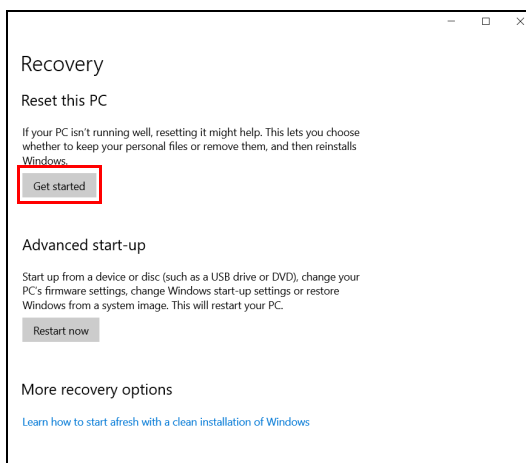 Recovery
Reset this PC
If your PC isn't running well, resetting it might help. This lets you choose
whether to keep your personal files or remove them, and then reinstalls
Windows.
Get started
Advanced start-up
Start up from a device or disc (such as a USB drive or DVD), change your
PC's firmware settings, change Windows start-up settings or restore
Windows from a system image. This will restart your PC.
Restart now
More recovery options
Learn how to start afresh with a clean installation of Windows